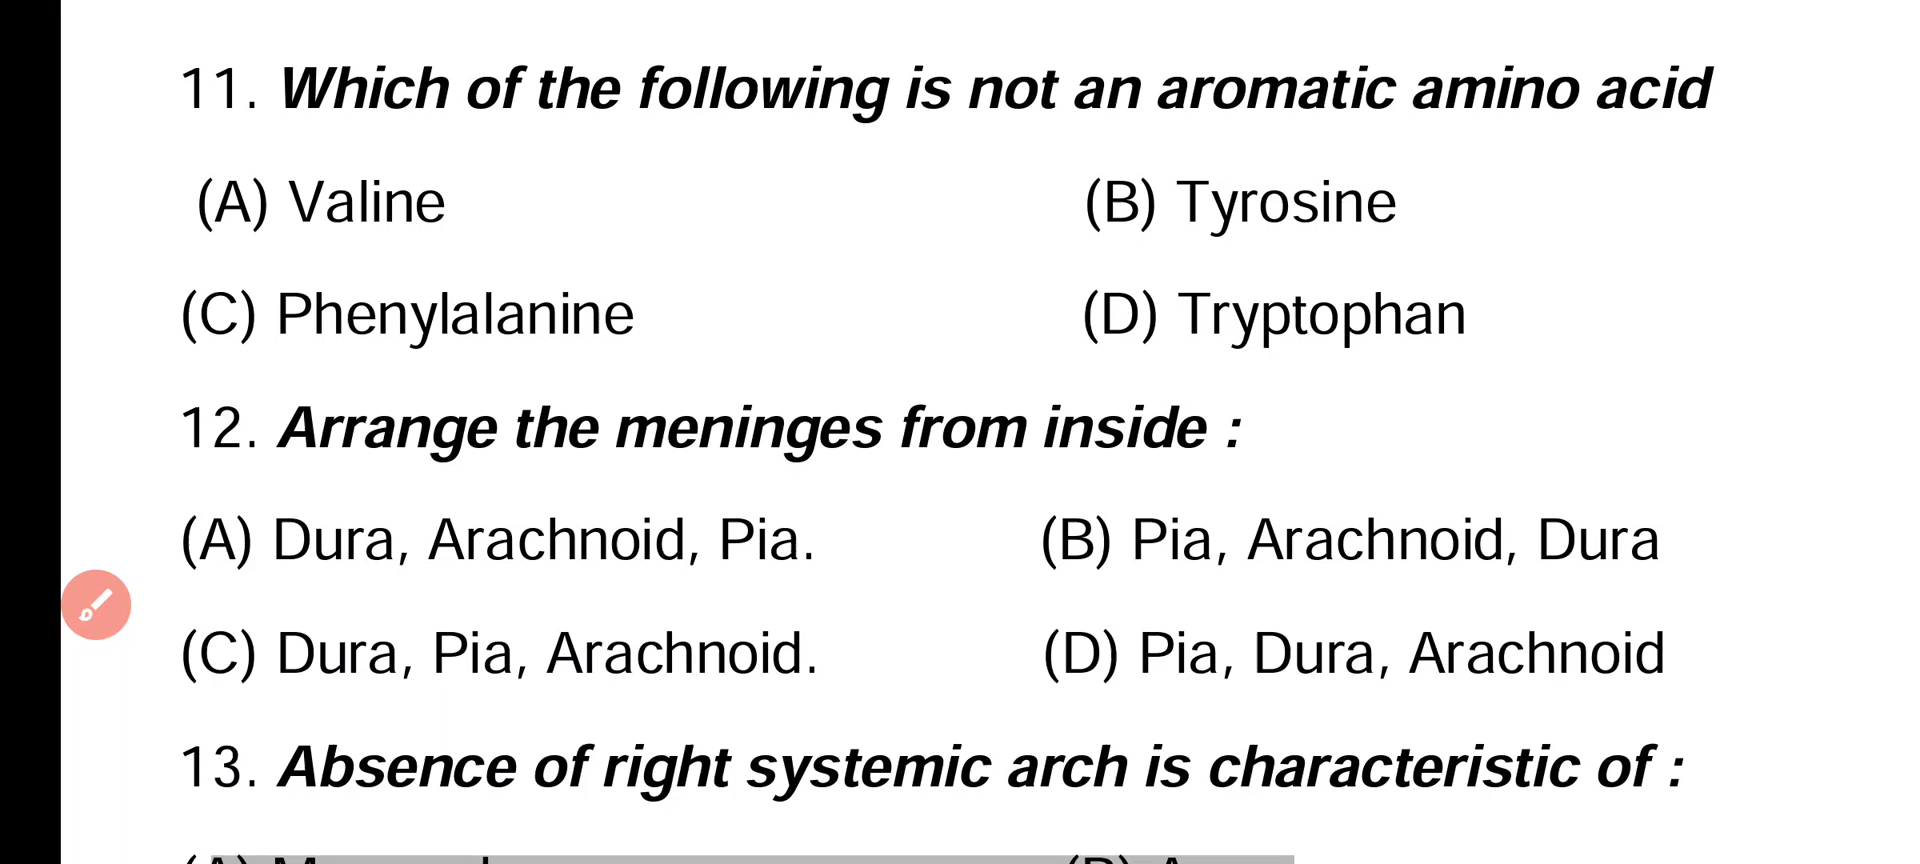 11. Which of the following is not an aromatic amino acid
(A) Valine (B) Tyrosine
(C) Phenylalanine (D) Tryptophan
12. Arrange the meninges from inside :
(A) Dura, Arachnoid, Pia. (B) Pia, Arachnoid, Dura
(C) Dura, Pia, Arachnoid. (D) Pia, Dura, Arachnoid
13. Absence of right systemic arch is characteristic of :
(A) (B)